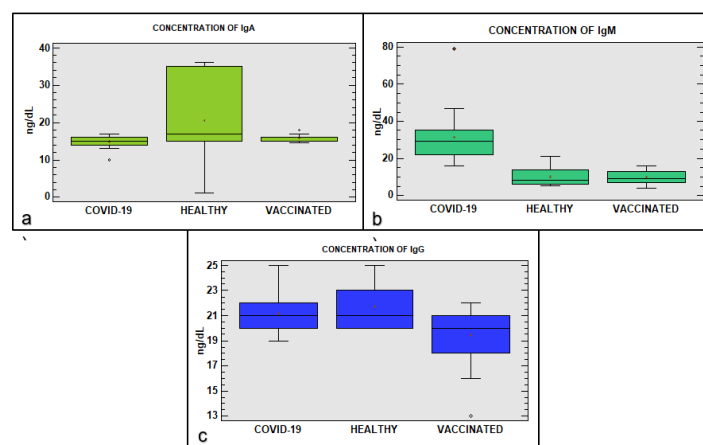 CONCENTRATION OF IgA
40
30
20
10
0
ng/dL
COVID-19 HEALTHY VACCINATED
a
CONCENTRATION OF IgM
80
60
40
20
0
ng/dL
COVID-19 HEALTHY VACCINATED
b
CONCENTRATION OF IgG
25
23
21
19
17
15
13
ng/dL
COVID-19 HEALTHY VACCINATED
c